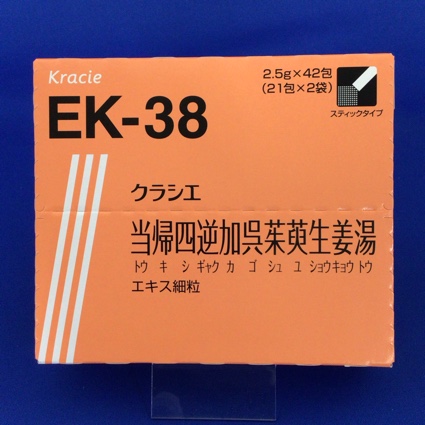 Kracie
2.5g×42包
(21包×2袋)
スティックタイプ
EK-38
クラシエ
当帰四逆加呉茱萸生姜湯
トウ キ シ ギャク カ ゴ シュ ユ ショウキョウ トウ
エキス細粒